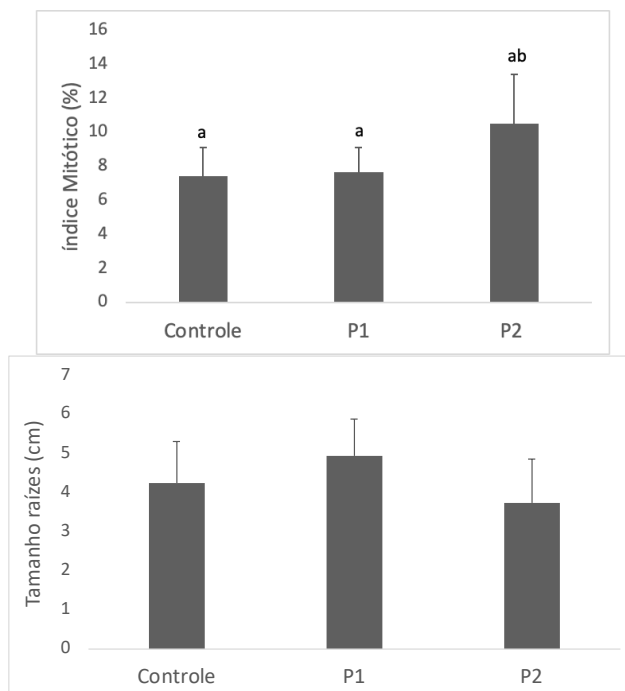 16
14
12
10
8
6
4
2
0
índice Mitótico (%)
a
a
ab
Controle P1 P2
7
6
5
4
3
2
1
0
Tamanho raízes (cm)
Controle P1 P2